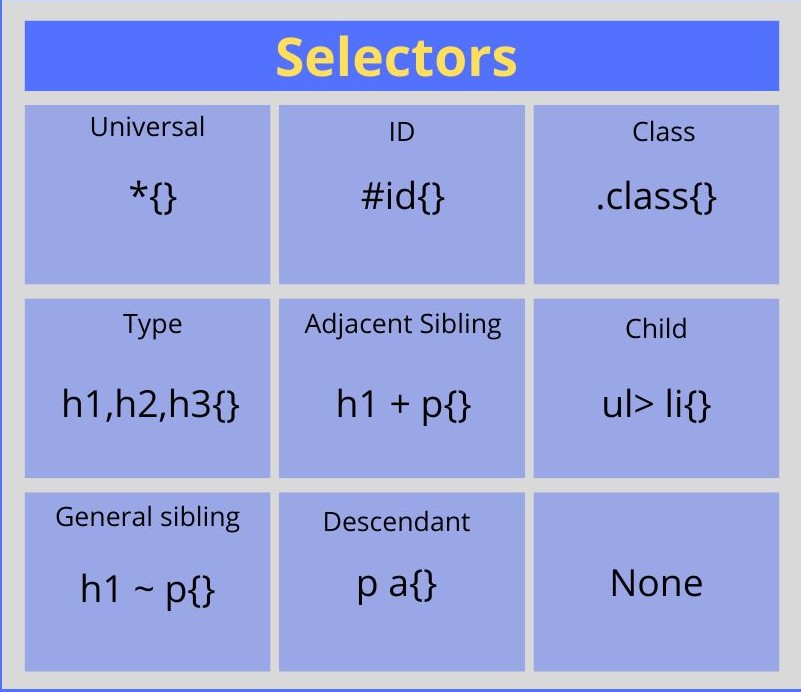 Selectors
Universal
*{}
ID
#id{}
Class
.class{}
Type
h1,h2,h3{}
Adjacent Sibling
h1 + p{}
Child
ul> li{}
General sibling
h1 ~ p{}
Descendant
p a{}
None